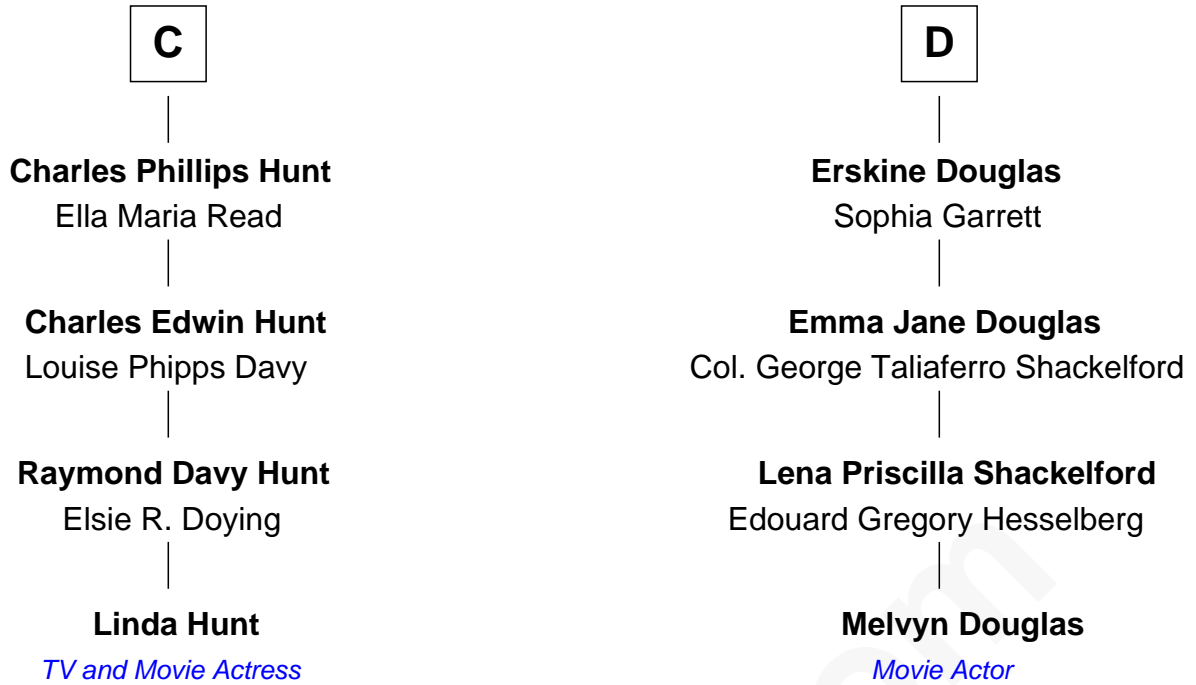 C
Charles Phillips Hunt
Ella Maria Read
Charles Edwin Hunt
Louise Phipps Davy
Raymond Davy Hunt
Elsie R. Doying
Linda Hunt
TV and Movie Actress
D
Erskine Douglas
Sophia Garrett
Emma Jane Douglas
Col. George Taliaferro Shackelford
Lena Priscilla Shackelford
Edouard Gregory Hesselberg
Melvyn Douglas
Movie Actor